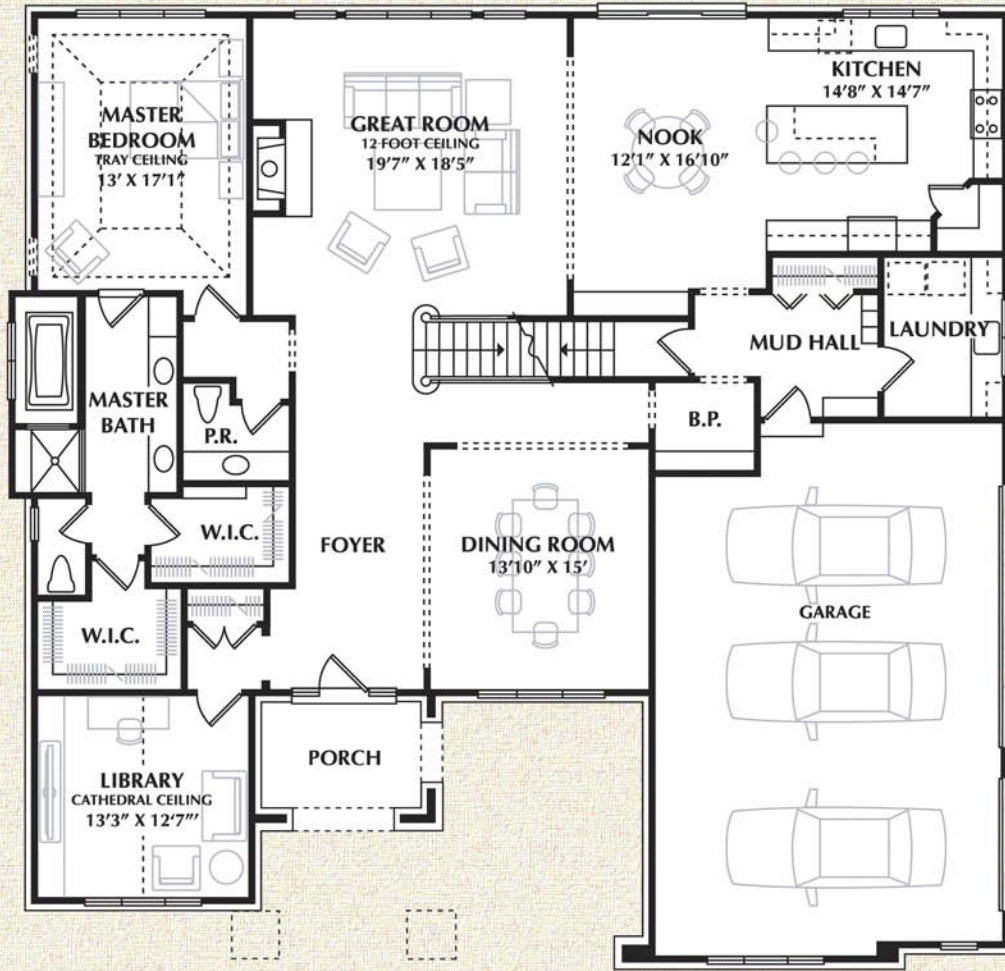 KITCHEN
14'8" X 14'7"
MASTER
BEDROOM
TRAY CEILING
13' X 17'1"
GREAT ROOM
12 FOOT CEILING
19'7" X 18'5"
NOOK
12'1" X 16'10"
MUD HALL
LAUNDRY
MASTER
BATH
P.R.
B.P.
W.I.C.
FOYER
DINING ROOM
13'10" X 15'
GARAGE
W.I.C.
PORCH
LIBRARY
CATHEDRAL CEILING
13'3" X 12'7"'